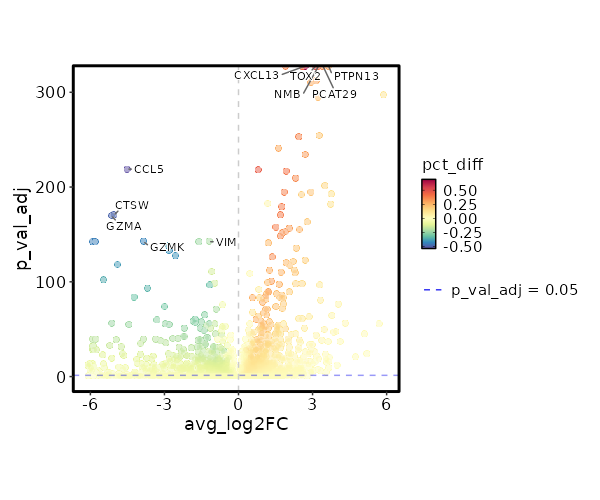 CXCL13
TOX2
PTPN13
NMB
PCAT29
CCL5
CTSW
GZMA
GZMK
VIM
300
200
100
0
-6
-3
0
3
6
avg_log2FC
p_val_adj
pct_diff
0.50
0.25
0.00
-0.25
-0.50
p_val_adj = 0.05